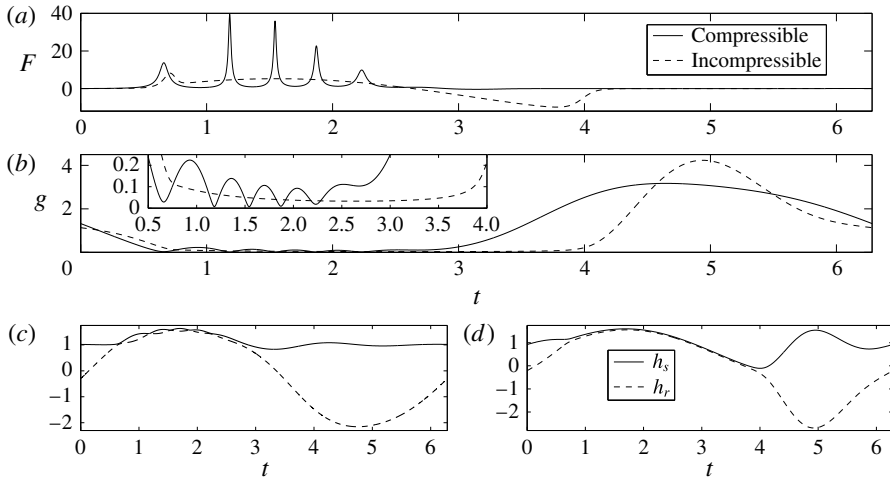 (a)
40
20
0
F
Compressible
Incompressible
0 1 2 3 4 5 6
(b)
4
2
0
g
0.2
0.1
0
0.5 1.0 1.5 2.0 2.5 3.0 3.5 4.0
1 2 3 4 5 6
t
(c)
1
0
−1
−2
0 1 2 3 4 5 6
t
(d)
1
0
−1
−2
h_s
h_r
0 1 2 3 4 5 6
t